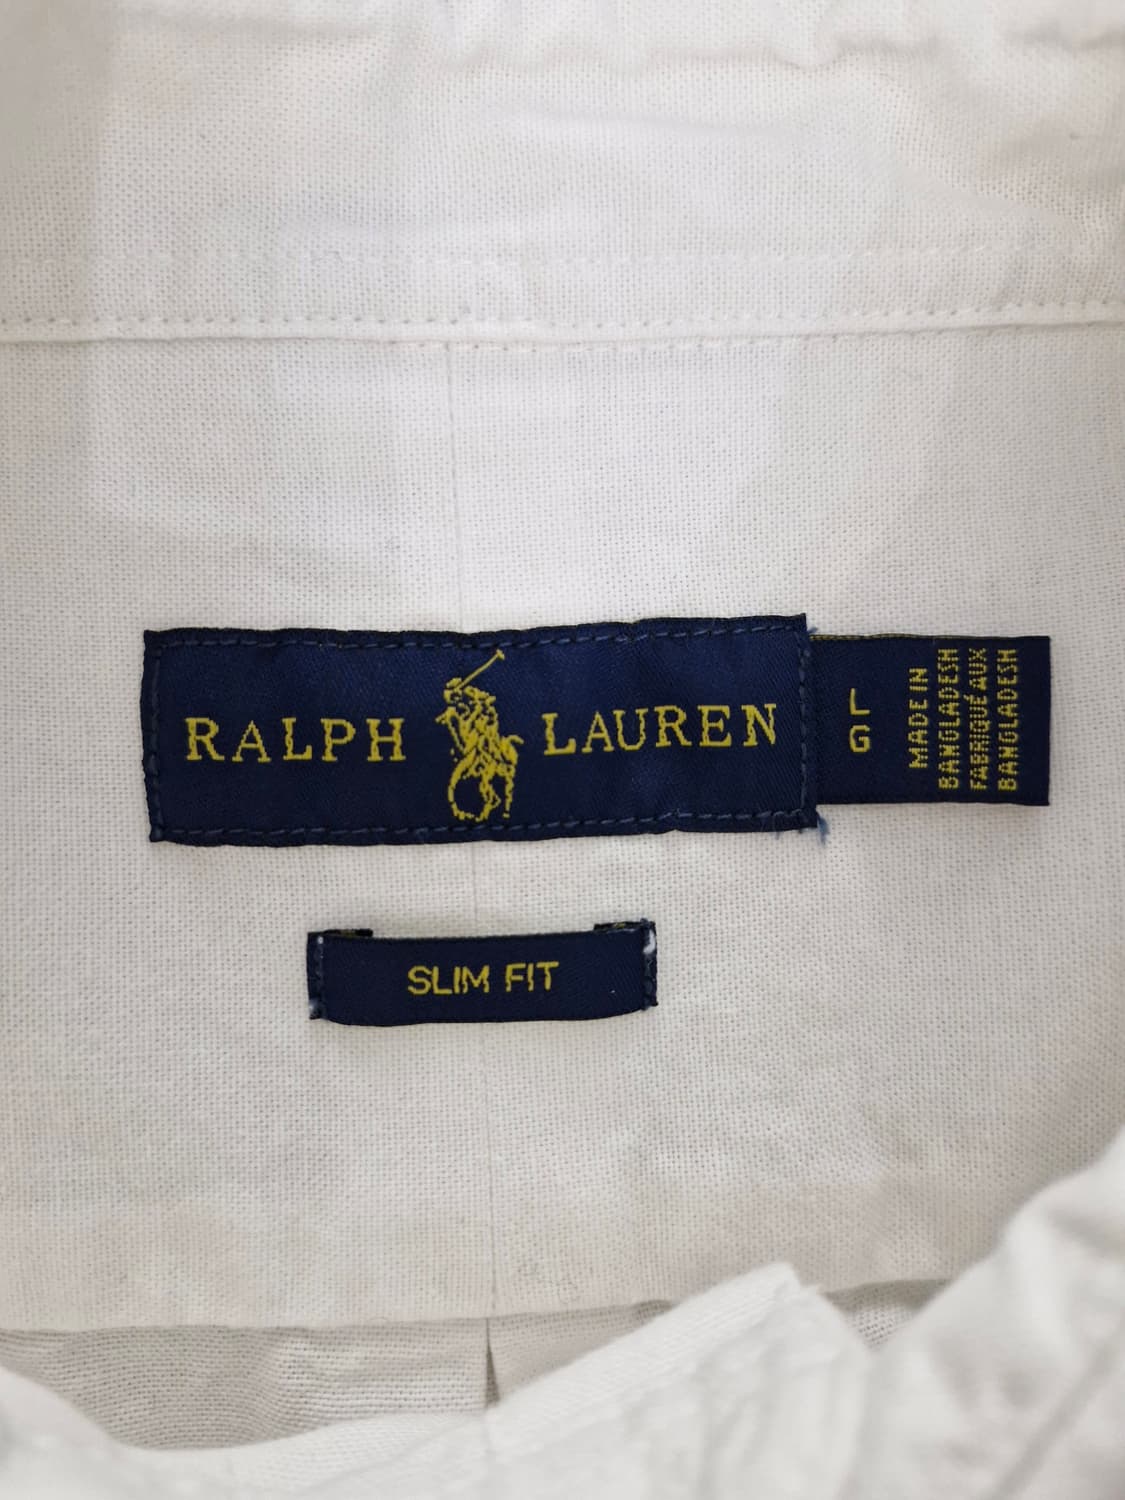 RALPH LAUREN
L
G
MADE IN
BANGLADESH
FABRIQUÉ AUX
BANGLADESH
SLIM FIT